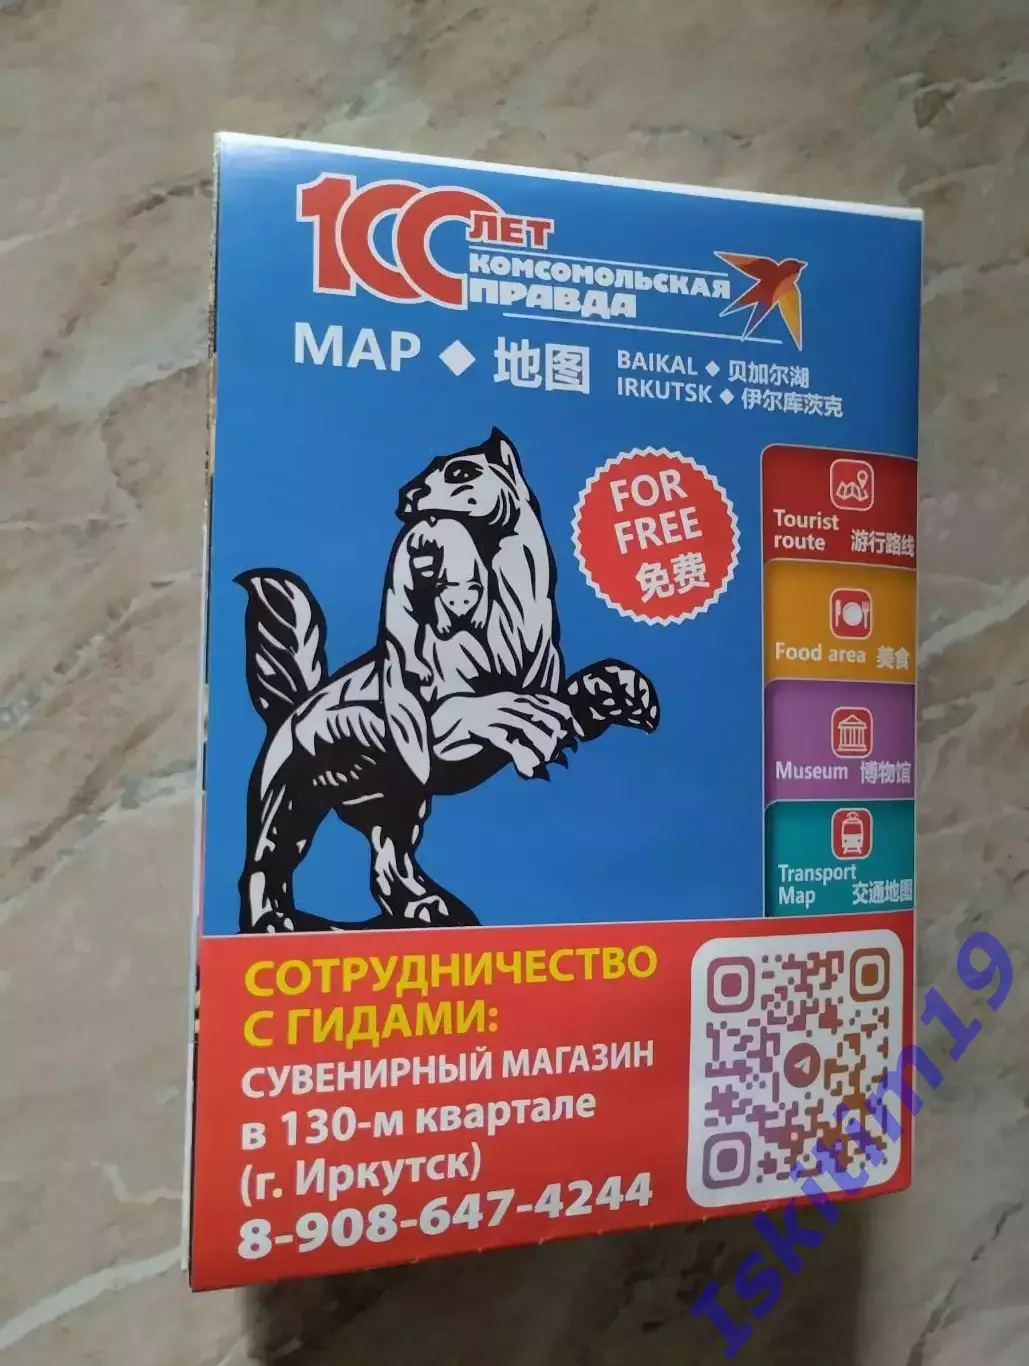 100 ЛЕТ
КОМСОМОЛЬСКАЯ
ПРАВДА
MAP ◆ 地图
BAIKAL ◆ 贝加尔湖
IRKUTSK ◆ 伊尔库茨克
FOR
FREE
免费
Tourist
route 游行路线
Food area 美食
Museum 博物馆
Transport
Map 交通地图
СОТРУДНИЧЕСТВО
С ГИДАМИ:
СУВЕНИРНЫЙ МАГАЗИН
в 130-м квартале
(г. Иркутск)
8-908-647-4244
Iskitim19